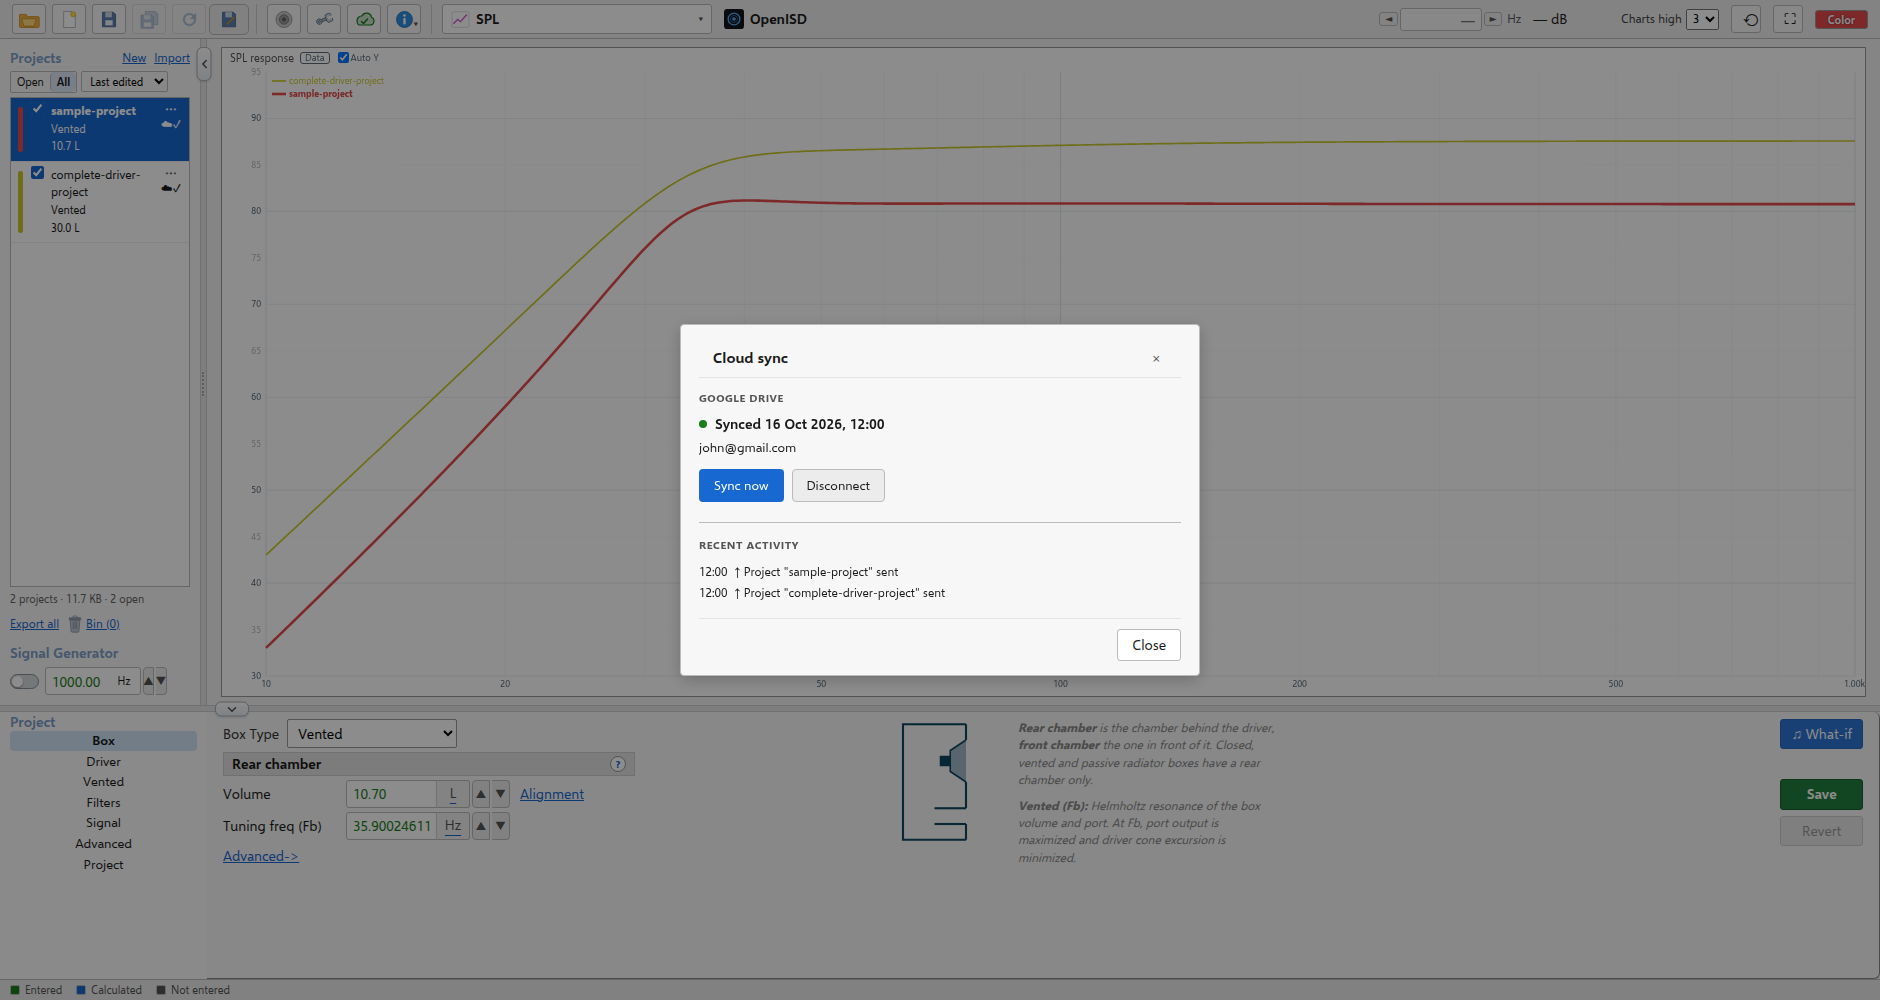 SPL
OpenISD
—
Hz
— dB
Charts high
3
Color
Projects
New
Import
Open
All
Last edited
sample-project
Vented
10.7 L
complete-driver-
project
Vented
30.0 L
2 projects · 11.7 KB · 2 open
Export all
Bin (0)
Signal Generator
1000.00 Hz
SPL response
Data
Auto Y
complete-driver-project
sample-project
95
90
85
80
75
70
65
60
55
50
45
40
35
30
10
20
50
100
200
500
1.00k
Cloud sync
×
GOOGLE DRIVE
Synced 16 Oct 2026, 12:00
john@gmail.com
Sync now
Disconnect
RECENT ACTIVITY
12:00 ↑ Project "sample-project" sent
12:00 ↑ Project "complete-driver-project" sent
Close
Project
Box
Driver
Vented
Filters
Signal
Advanced
Project
Box Type
Vented
Rear chamber
?
Volume
10.70
L
Alignment
Tuning freq (Fb)
35.90024611
Hz
Advanced->
Rear chamber is the chamber behind the driver,
front chamber the one in front of it. Closed,
vented and passive radiator boxes have a rear
chamber only.
Vented (Fb): Helmholtz resonance of the box
volume and port. At Fb, port output is
maximized and driver cone excursion is
minimized.
♫ What-if
Save
Revert
Entered
Calculated
Not entered